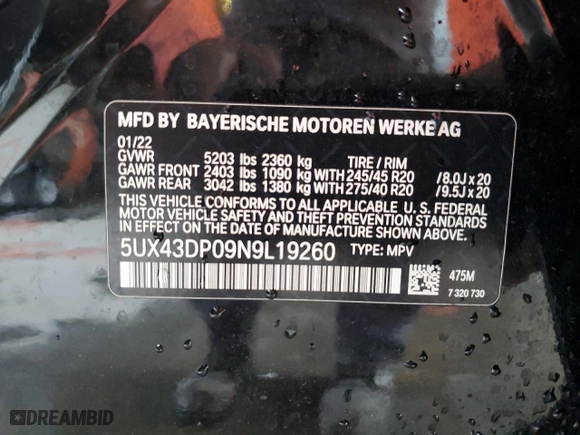 MFD BY BAYERISCHE MOTOREN WERKE AG
01/22
GVWR 5203 lbs 2360 kg TIRE / RIM
GAWR FRONT 2403 lbs 1090 kg WITH 245/45 R20 /8.0J x 20
GAWR REAR 3042 lbs 1380 kg WITH 275/40 R20 /9.5J x 20
THIS VEHICLE CONFORMS TO ALL APPLICABLE U. S. FEDERAL
MOTOR VEHICLE SAFETY AND THEFT PREVENTION STANDARDS
IN EFFECT ON THE DATE OF MANUFACTURE SHOWN ABOVE.
5UX43DP09N9L19260 TYPE: MPV
475M
7 320 730
DREAMBID